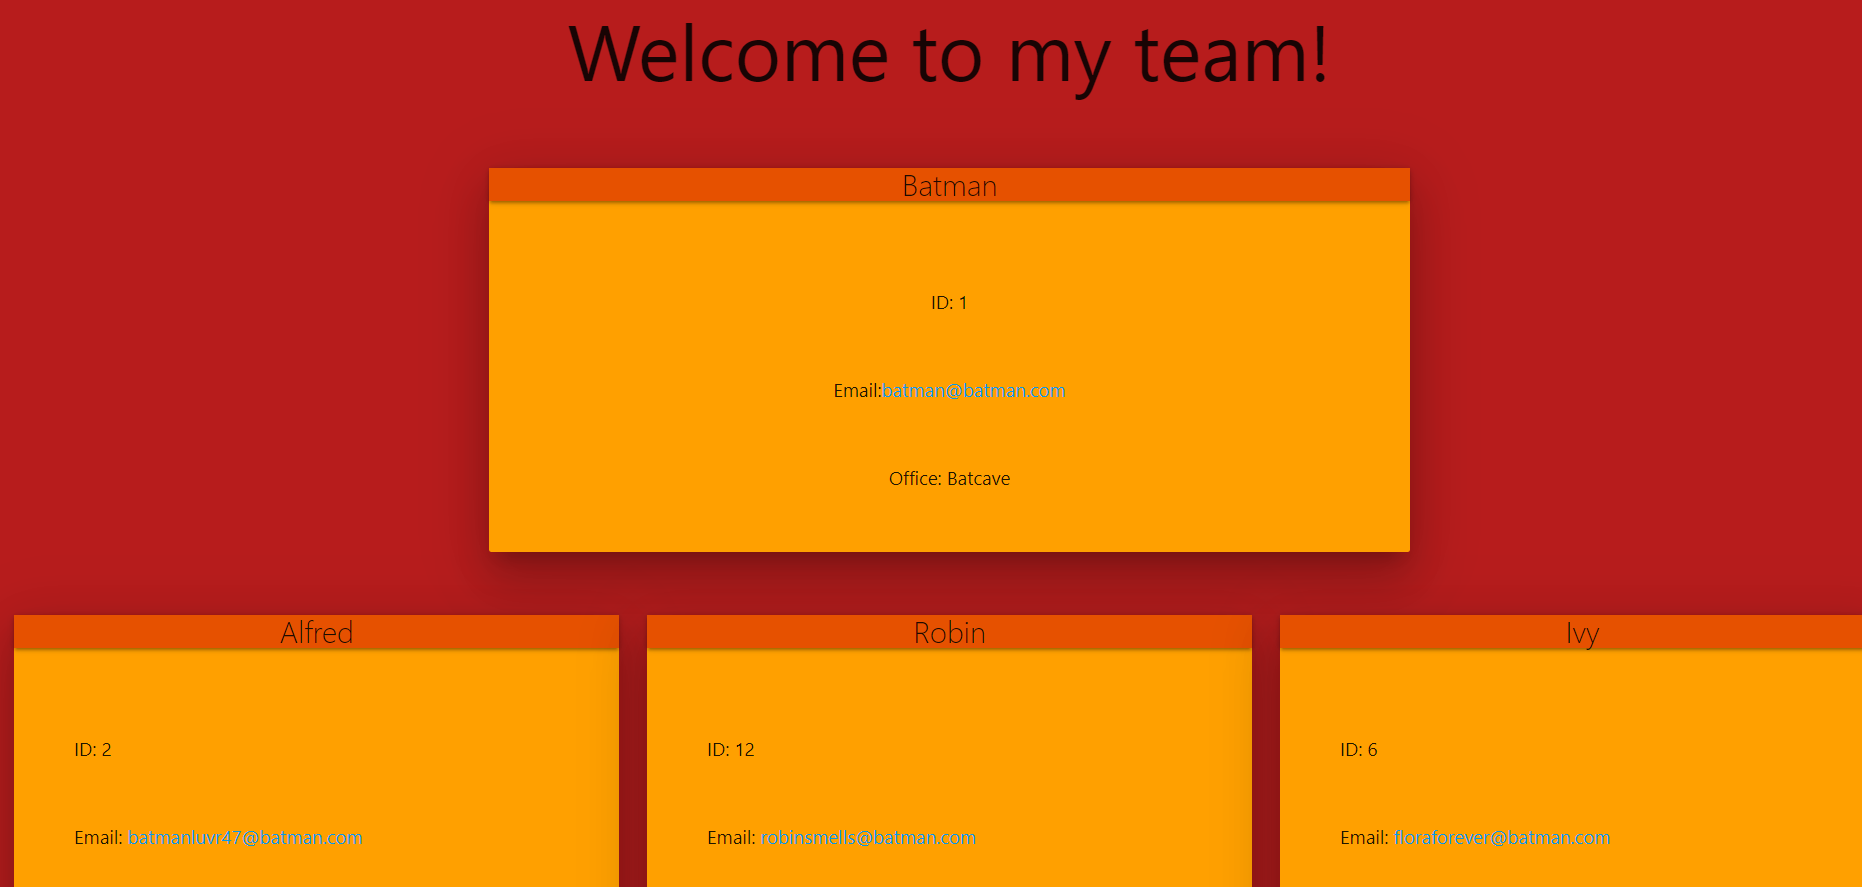 Welcome to my team!
Batman
ID: 1
Email:batman@batman.com
Office: Batcave
Alfred
ID: 2
Email: batmanluvr47@batman.com
Robin
ID: 12
Email: robinsmells@batman.com
Ivy
ID: 6
Email: floraforever@batman.com